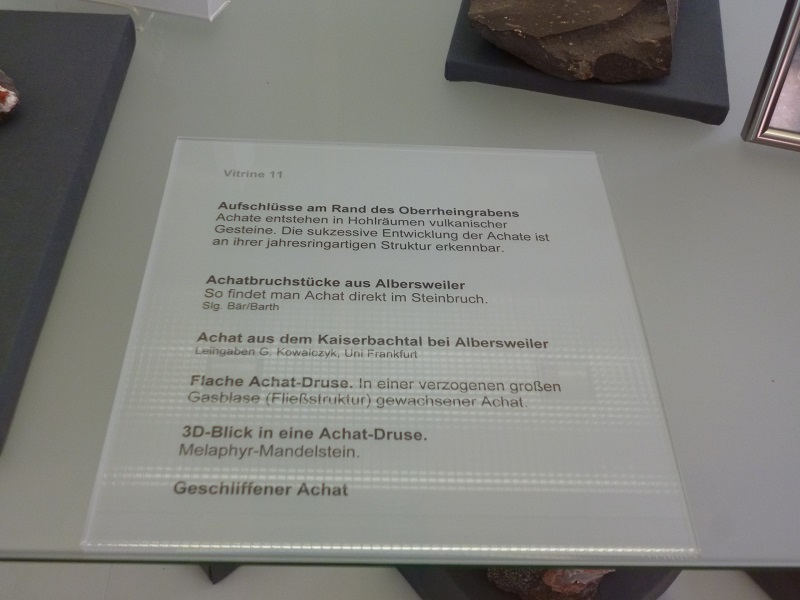 Vitrine 11
Aufschlüsse am Rand des Oberrheingrabens
Achate entstehen in Hohlräumen vulkanischer
Gesteine. Die sukzessive Entwicklung der Achate ist
an ihrer jahresringartigen Struktur erkennbar.
Achatbruchstücke aus Albersweiler
So findet man Achat direkt im Steinbruch.
Slg. Bär/Barth
Achat aus dem Kaiserbachtal bei Albersweiler
Leihgaben G. Kowalczyk, Uni Frankfurt
Flache Achat-Druse. In einer verzogenen großen
Gasblase (Fließstruktur) gewachsener Achat.
3D-Blick in eine Achat-Druse.
Melaphyr-Mandelstein.
Geschliffener Achat